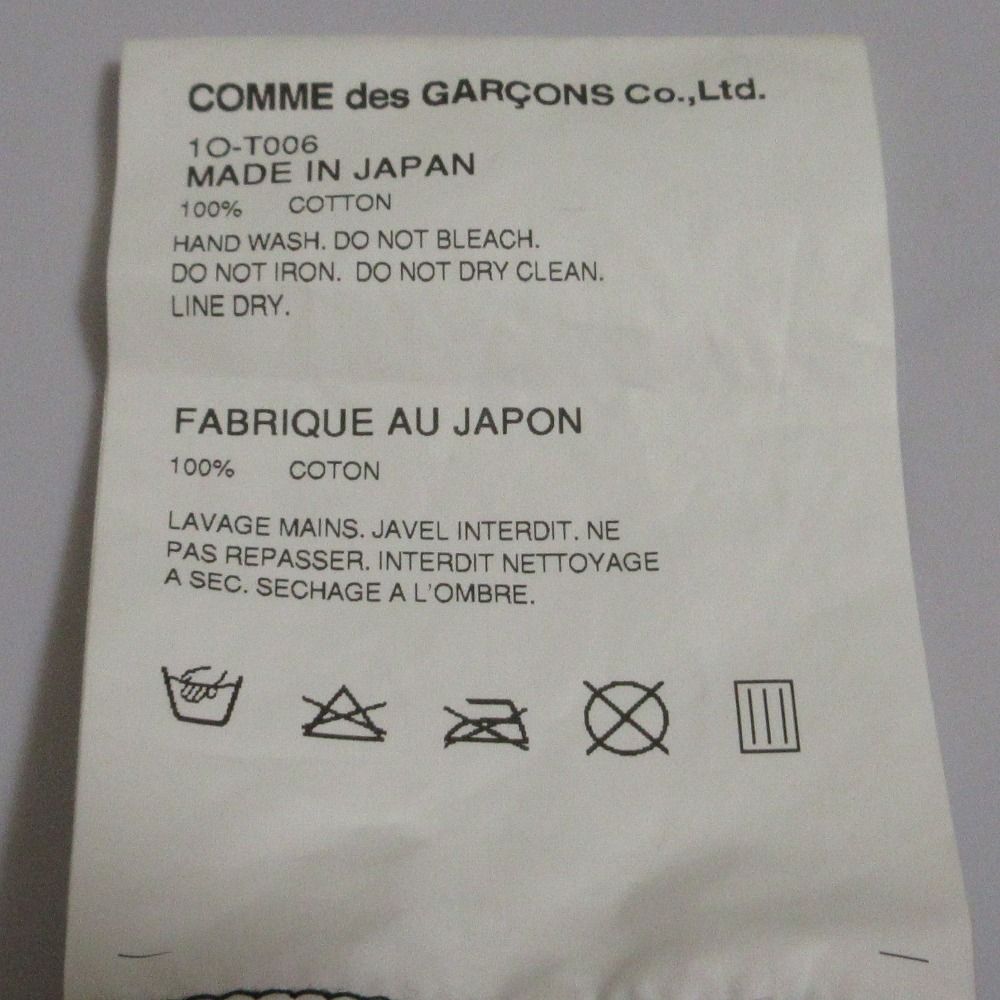 COMME des GARÇONS Co.,Ltd.
1O-T006
MADE IN JAPAN
100% COTTON
HAND WASH. DO NOT BLEACH.
DO NOT IRON. DO NOT DRY CLEAN.
LINE DRY.
FABRIQUE AU JAPON
100% COTON
LAVAGE MAINS. JAVEL INTERDIT. NE
PAS REPASSER. INTERDIT NETTOYAGE
A SEC. SECHAGE A L'OMBRE.